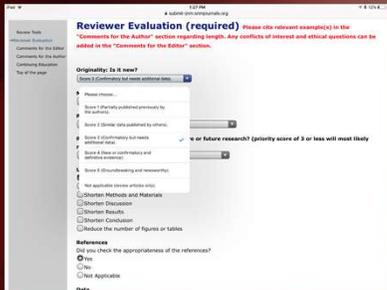 iPad
1:27 PM
submit-jnm.snmjournals.org
Review Tools
Reviewer Evaluation
Comments for the Editor
Comments for the Author
Continuing Education
Top of the page
Reviewer Evaluation (required) Please cite relevant example(s) in the
"Comments for the Author" section regarding length. Any conflicts of interest and ethical questions can be
added in the "Comments for the Editor" section.
Originality: Is it new?
Score 3 (Confirmatory but needs additional data).
Please choose...
Score 1 (Partially published previously by
the authors).
Score 2 (Similar data published by others).
Score 3 (Confirmatory but needs
additional data).
re or future research? (priority score of 3 or less will most likely
Score 4 (New or confirmatory and
definitive evidence)
Score 5 (Groundbreaking and newsworthy).
Not applicable (review articles only).
Shorten Methods and Materials
Shorten Discussion
Shorten Results
Shorten Conclusion
Reduce the number of figures or tables
References
Did you check the appropriateness of the references?
Yes
No
Not Applicable